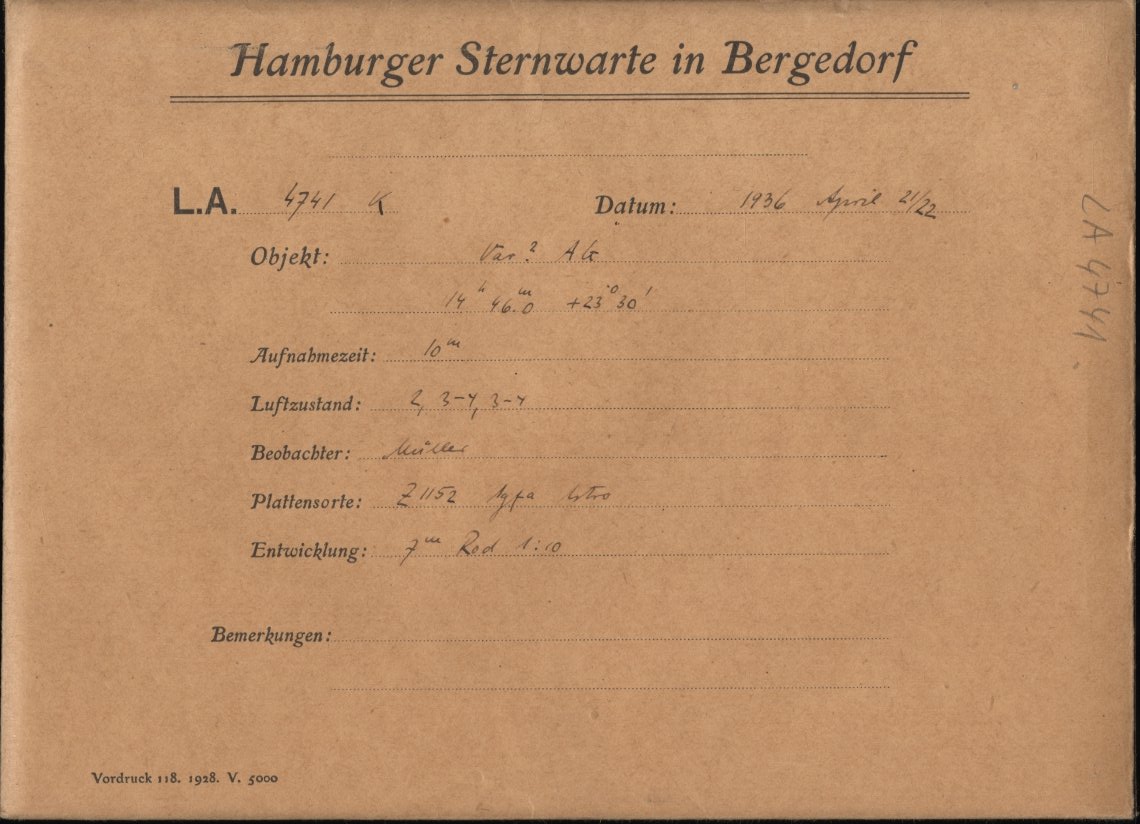 Hamburger Sternwarte in Bergedorf
L.A. 4741 K Datum: 1936 April 21/22
Objekt: Var?
14ʰ 46.ᵐ0 +23°30'
Aufnahmezeit: 10ᵐ
Luftzustand: 2, 3-4, 3-4
Beobachter: Müller
Plattensorte: Z 1152 Agfa Astro
Entwicklung: 7ᵐ Rod 1:10
Bemerkungen:
Vordruck 118. 1928. V. 5000
LA 4741